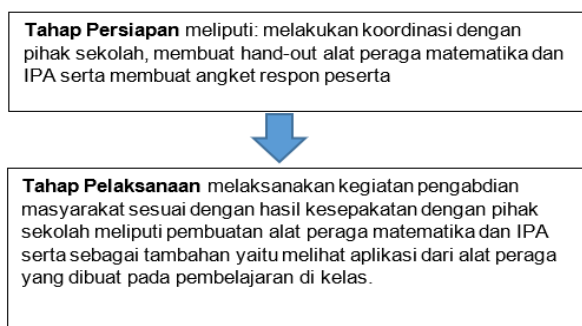 Tahap Persiapan meliputi: melakukan koordinasi dengan
pihak sekolah, membuat hand-out alat peraga matematika dan
IPA serta membuat angket respon peserta
Tahap Pelaksanaan melaksanakan kegiatan pengabdian
masyarakat sesuai dengan hasil kesepakatan dengan pihak
sekolah meliputi pembuatan alat peraga matematika dan IPA
serta sebagai tambahan yaitu melihat aplikasi dari alat peraga
yang dibuat pada pembelajaran di kelas.